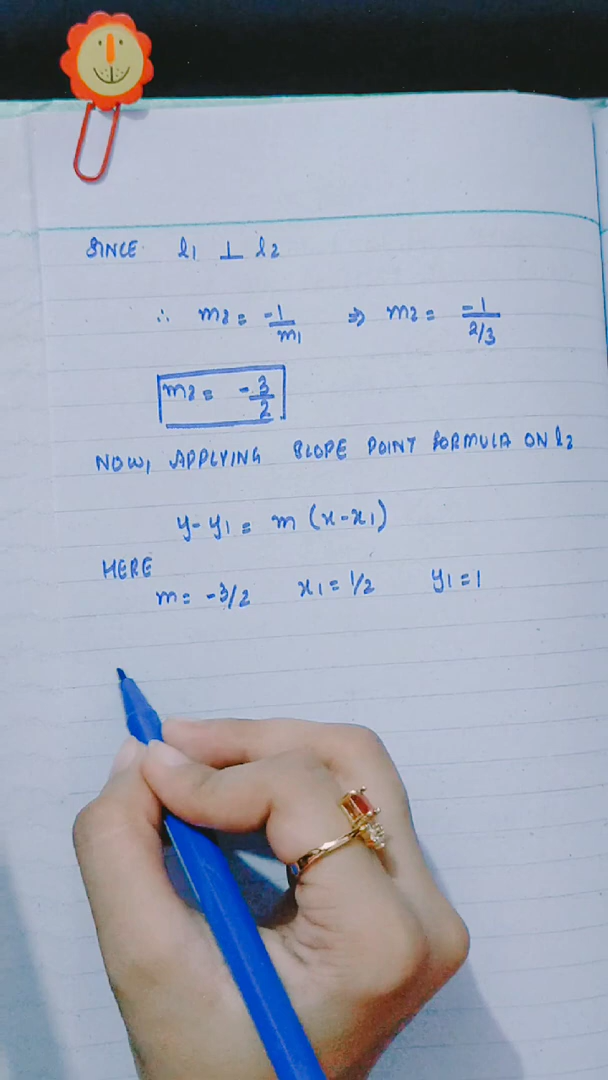 SINCE l1 ⊥ l2
∴ m2 = -1/m1 ⇒ m2 = -1/2/3
m2 = -3/2
NOW, APPLYING SLOPE POINT FORMULA ON l2
y-y1 = m (x-x1)
HERE
m = -3/2 x1 = 1/2 y1 = 1